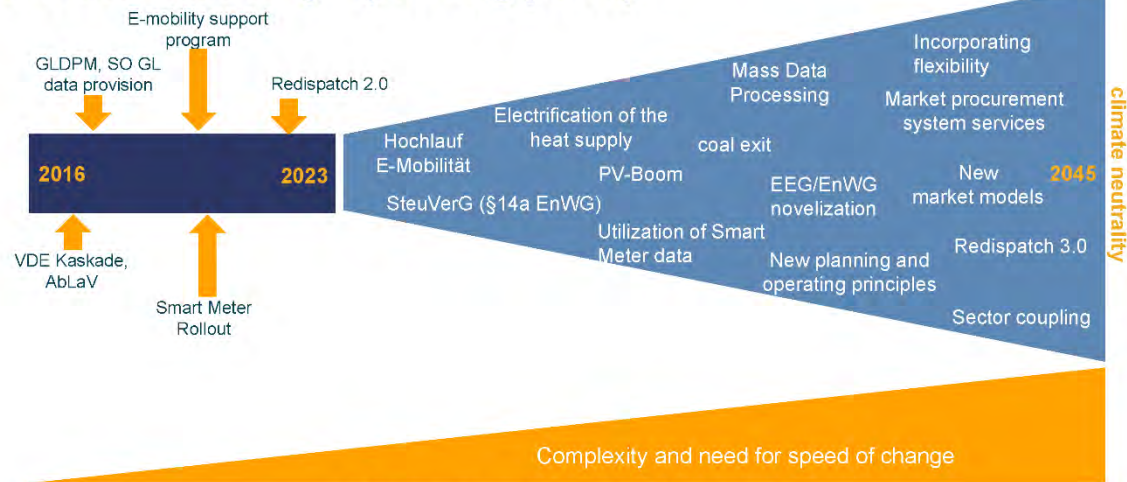 E-mobility support
program
GLDPM, SO GL
data provision
Redispatch 2.0
2016
2023
VDE Kaskade,
AbLaV
Smart Meter
Rollout
Hochlauf
E-Mobilität
SteuVerG (§14a EnWG)
Electrification of the
heat supply
PV-Boom
Utilization of Smart
Meter data
Mass Data
Processing
coal exit
EEG/EnWG
novelization
New planning and
operating principles
Incorporating
flexibility
Market procurement
system services
New
market models
2045
Redispatch 3.0
Sector coupling
climate neutrality
Complexity and need for speed of change